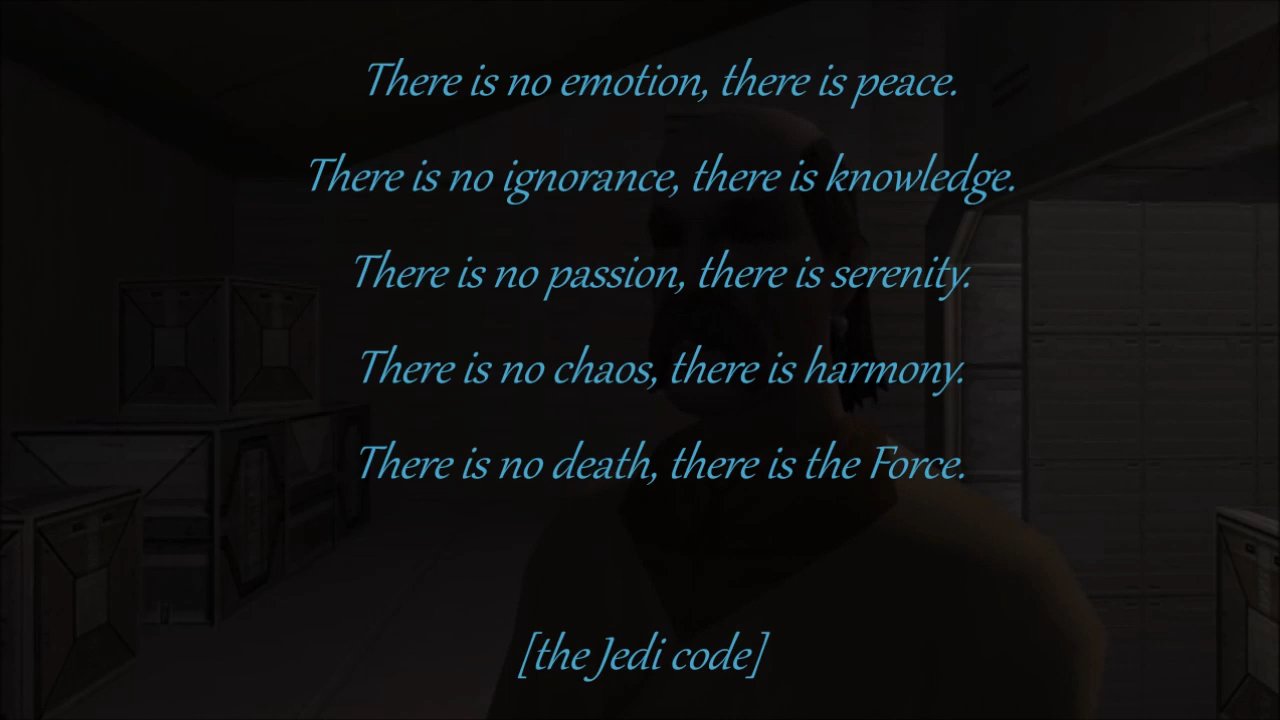 There is no emotion, there is peace.
There is no ignorance, there is knowledge.
There is no passion, there is serenity.
There is no chaos, there is harmony.
There is no death, there is the Force.
[the Jedi code]